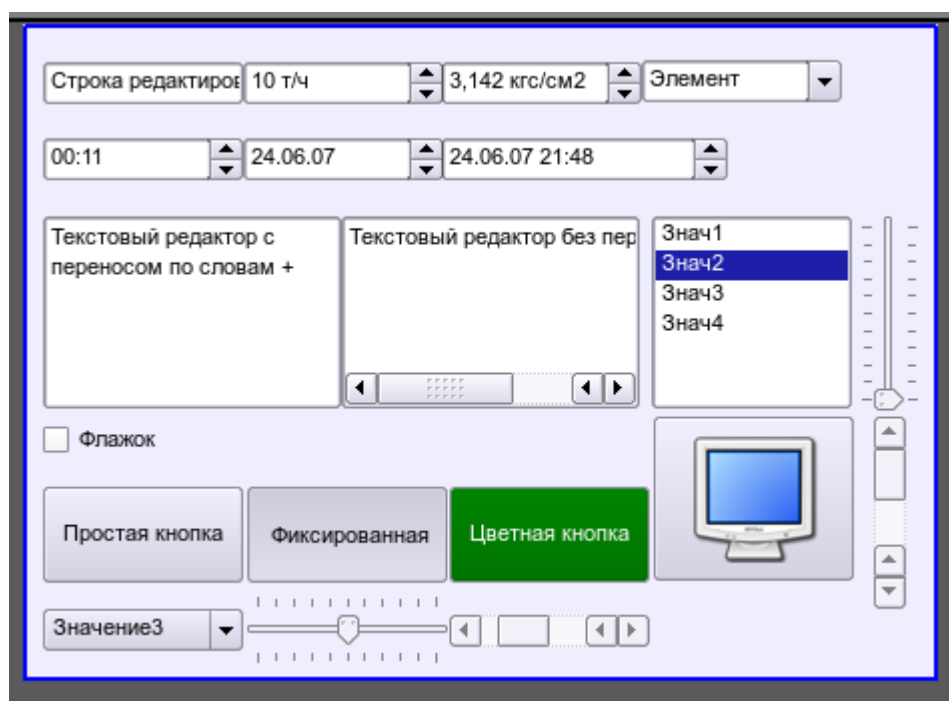 Строка редактиров
10 т/ч
3,142 кгс/см2
Элемент
00:11
24.06.07
24.06.07 21:48
Текстовый редактор с
переносом по словам +
Текстовый редактор без пер
Знач1
Знач2
Знач3
Знач4
Флажок
Простая кнопка
Фиксированная
Цветная кнопка
Значение3